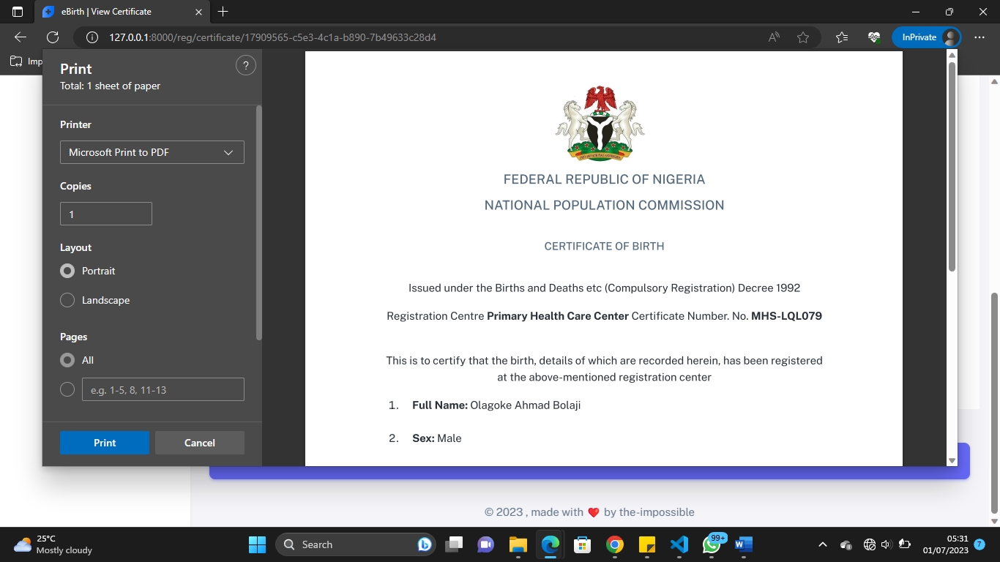 eBirth | View Certificate
127.0.0.1:8000/reg/certificate/17909565-c5e3-4c1a-b890-7b49633c28d4
InPrivate
Imp
Print
Total: 1 sheet of paper
?
Printer
Microsoft Print to PDF
Copies
1
Layout
Portrait
Landscape
Pages
All
e.g. 1-5, 8, 11-13
Print
Cancel
FEDERAL REPUBLIC OF NIGERIA
NATIONAL POPULATION COMMISSION
CERTIFICATE OF BIRTH
Issued under the Births and Deaths etc (Compulsory Registration) Decree 1992
Registration Centre Primary Health Care Center Certificate Number. No. MHS-LQL079
This is to certify that the birth, details of which are recorded herein, has been registered
at the above-mentioned registration center
1. Full Name: Olagoke Ahmad Bolaji
2. Sex: Male
© 2023 , made with ❤️ by the-impossible
25°C
Mostly cloudy
Search
99+
05:31
01/07/2023
7